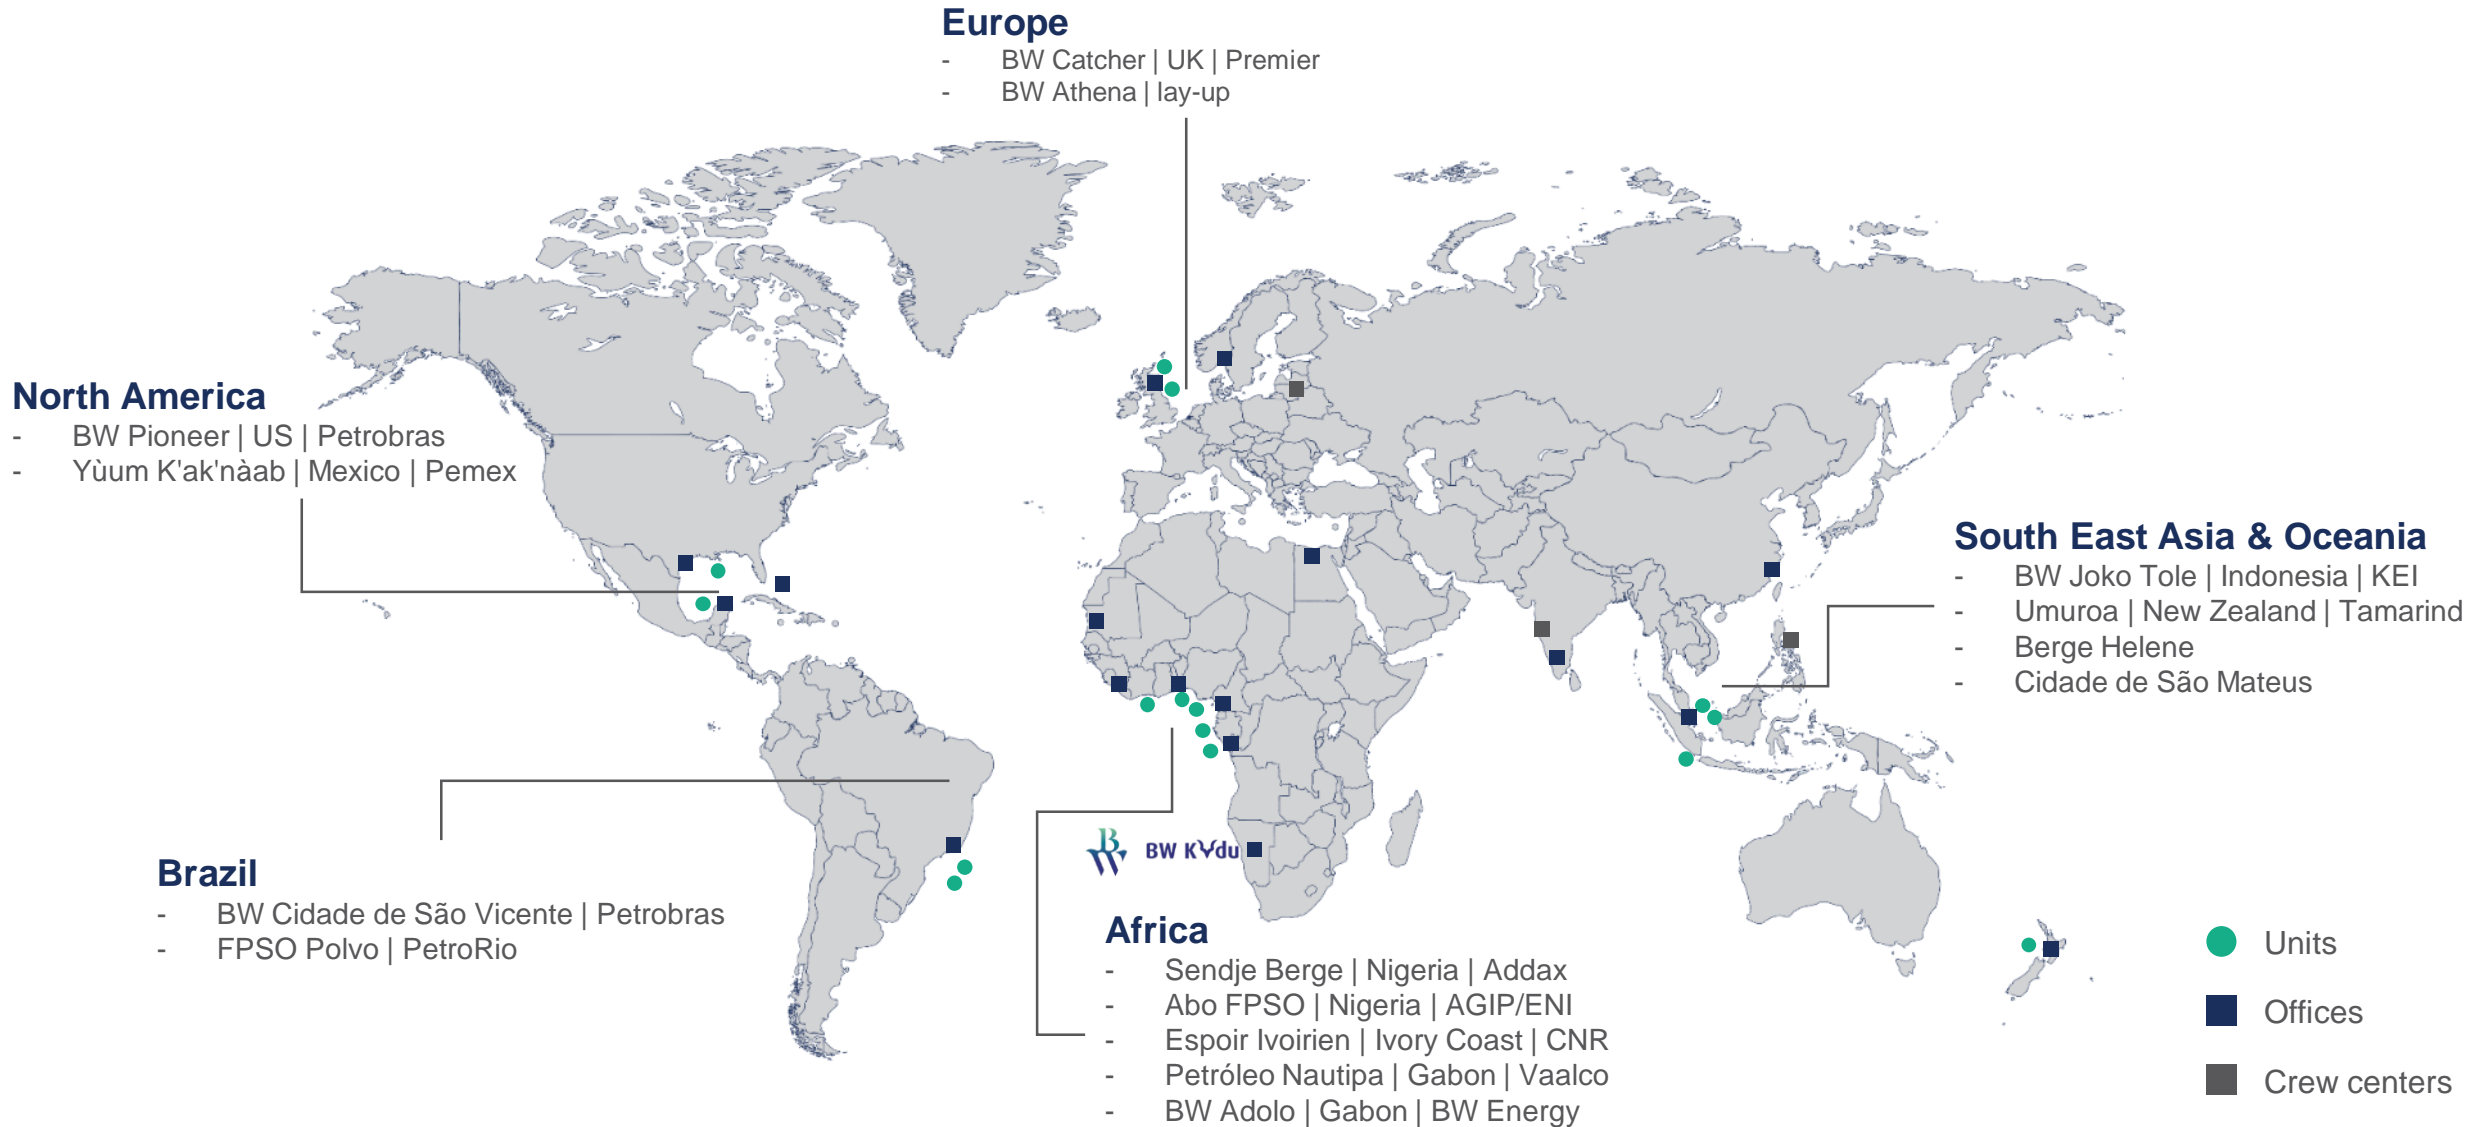 Europe
- BW Catcher | UK | Premier
- BW Athena | lay-up
North America
- BW Pioneer | US | Petrobras
- Yùum K'ak'nàab | Mexico | Pemex
South East Asia & Oceania
- BW Joko Tole | Indonesia | KEI
- Umuroa | New Zealand | Tamarind
- Berge Helene
- Cidade de São Mateus
Brazil
- BW Cidade de São Vicente | Petrobras
- FPSO Polvo | PetroRio
BW BW Kudu
Africa
- Sendje Berge | Nigeria | Addax
- Abo FPSO | Nigeria | AGIP/ENI
- Espoir Ivoirien | Ivory Coast | CNR
- Petróleo Nautipa | Gabon | Vaalco
- BW Adolo | Gabon | BW Energy
Units
Offices
Crew centers